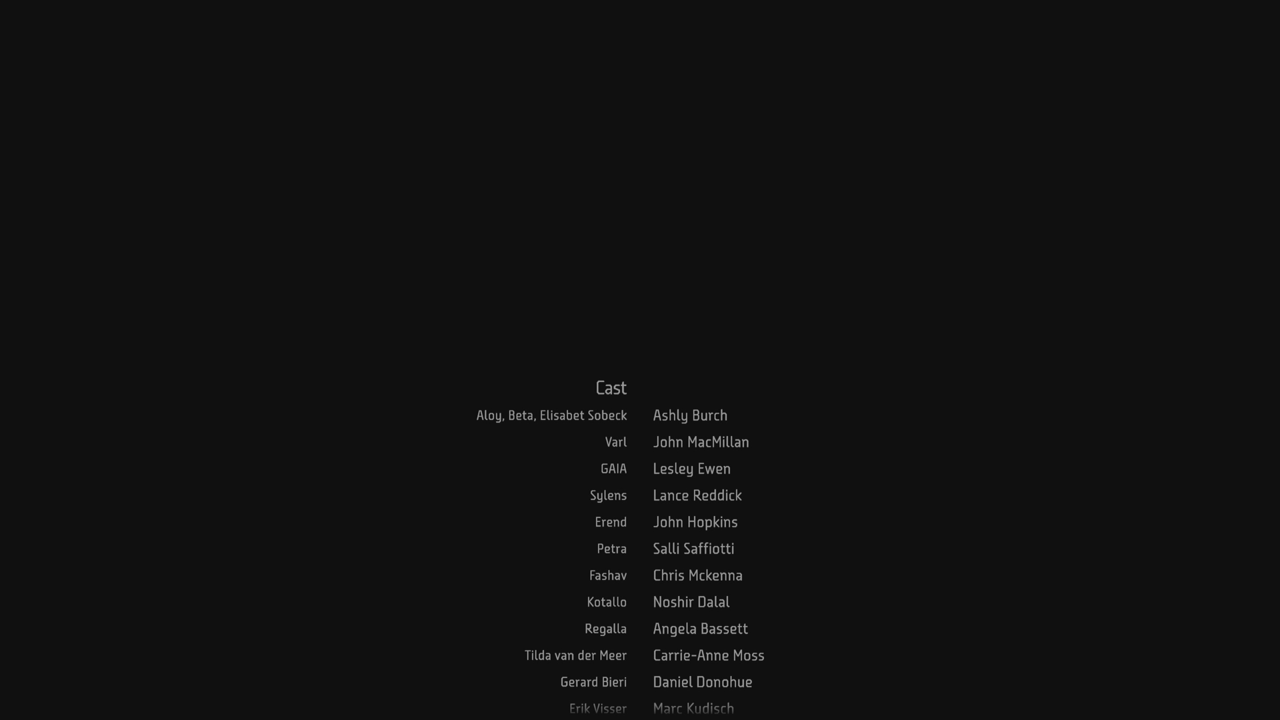 Cast
Aloy, Beta, Elisabet Sobeck Ashly Burch
Varl John MacMillan
GAIA Lesley Ewen
Sylens Lance Reddick
Erend John Hopkins
Petra Salli Saffiotti
Fashav Chris Mckenna
Kotallo Noshir Dalal
Regalla Angela Bassett
Tilda van der Meer Carrie-Anne Moss
Gerard Bieri Daniel Donohue
Erik Visser Marc Kudisch